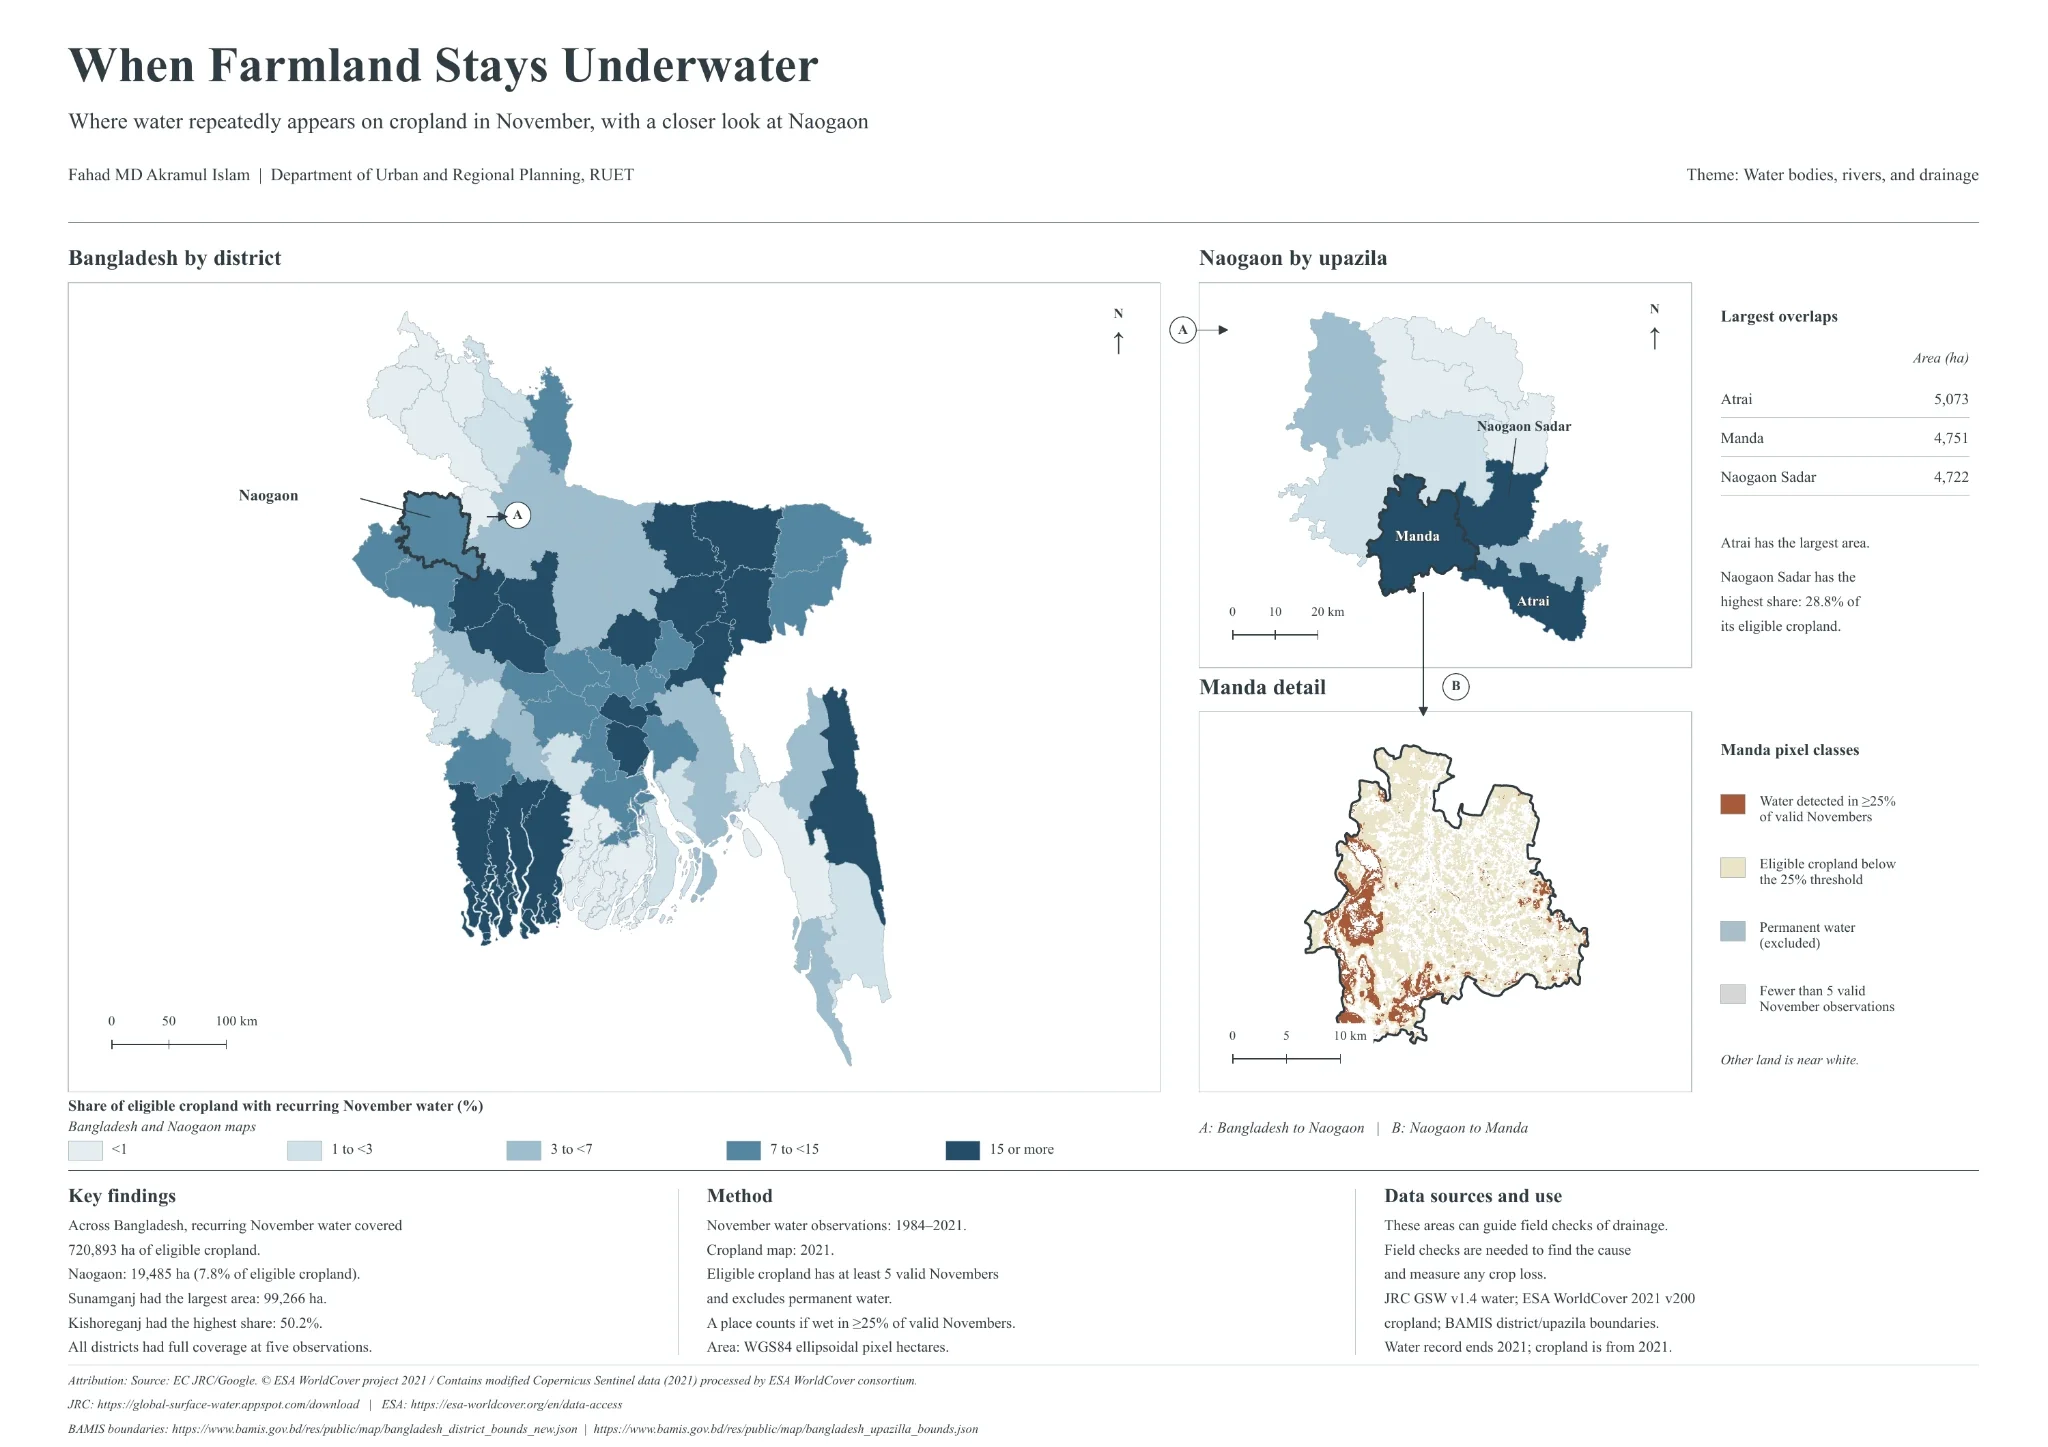 When Farmland Stays Underwater
Where water repeatedly appears on cropland in November, with a closer look at Naogaon
Fahad MD Akramul Islam | Department of Urban and Regional Planning, RUET
Theme: Water bodies, rivers, and drainage
Bangladesh by district
N
Naogaon
A
0 50 100 km
Naogaon by upazila
A
N
Naogaon Sadar
Manda
Atrai
0 10 20 km
Largest overlaps
Area (ha)
Atrai 5,073
Manda 4,751
Naogaon Sadar 4,722
Atrai has the largest area.
Naogaon Sadar has the
highest share: 28.8% of
its eligible cropland.
Manda detail
B
0 5 10 km
Manda pixel classes
Water detected in ≥25%
of valid Novembers
Eligible cropland below
the 25% threshold
Permanent water
(excluded)
Fewer than 5 valid
November observations
Other land is near white.
Share of eligible cropland with recurring November water (%)
Bangladesh and Naogaon maps
<1 1 to <3 3 to <7 7 to <15 15 or more
A: Bangladesh to Naogaon | B: Naogaon to Manda
Key findings
Across Bangladesh, recurring November water covered
720,893 ha of eligible cropland.
Naogaon: 19,485 ha (7.8% of eligible cropland).
Sunamganj had the largest area: 99,266 ha.
Kishoreganj had the highest share: 50.2%.
All districts had full coverage at five observations.
Method
November water observations: 1984–2021.
Cropland map: 2021.
Eligible cropland has at least 5 valid Novembers
and excludes permanent water.
A place counts if wet in ≥25% of valid Novembers.
Area: WGS84 ellipsoidal pixel hectares.
Data sources and use
These areas can guide field checks of drainage.
Field checks are needed to find the cause
and measure any crop loss.
JRC GSW v1.4 water; ESA WorldCover 2021 v200
cropland; BAMIS district/upazila boundaries.
Water record ends 2021; cropland is from 2021.
Attribution: Source: EC JRC/Google. © ESA WorldCover project 2021 / Contains modified Copernicus Sentinel data (2021) processed by ESA WorldCover consortium.
JRC: https://global-surface-water.appspot.com/download | ESA: https://esa-worldcover.org/en/data-access
BAMIS boundaries: https://www.bamis.gov.bd/res/public/map/bangladesh_district_bounds_new.json | https://www.bamis.gov.bd/res/public/map/bangladesh_upazilla_bounds.json